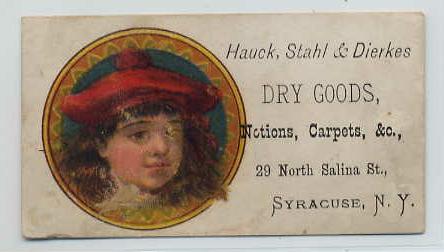 Hauck, Stahl & Dierkes
DRY GOODS,
Notions, Carpets, &c.,
29 North Salina St.,
SYRACUSE, N. Y.